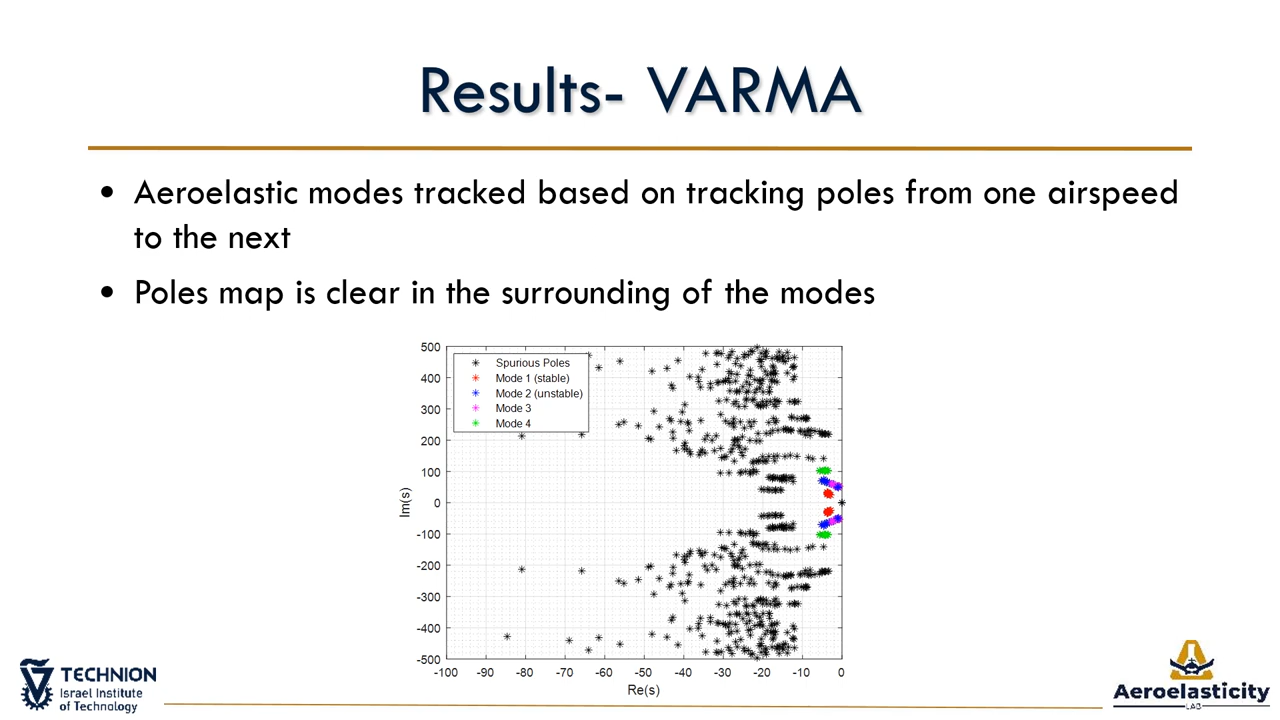 Results- VARMA
• Aeroelastic modes tracked based on tracking poles from one airspeed
to the next
• Poles map is clear in the surrounding of the modes
500
400
300
200
100
0
-100
-200
-300
-400
-500
Im(s)
Spurious Poles
Mode 1 (stable)
Mode 2 (unstable)
Mode 3
Mode 4
-100 -90 -80 -70 -60 -50 -40 -30 -20 -10 0
Re(s)
TECHNION
Israel Institute
of Technology
Aeroelasticity
LAB